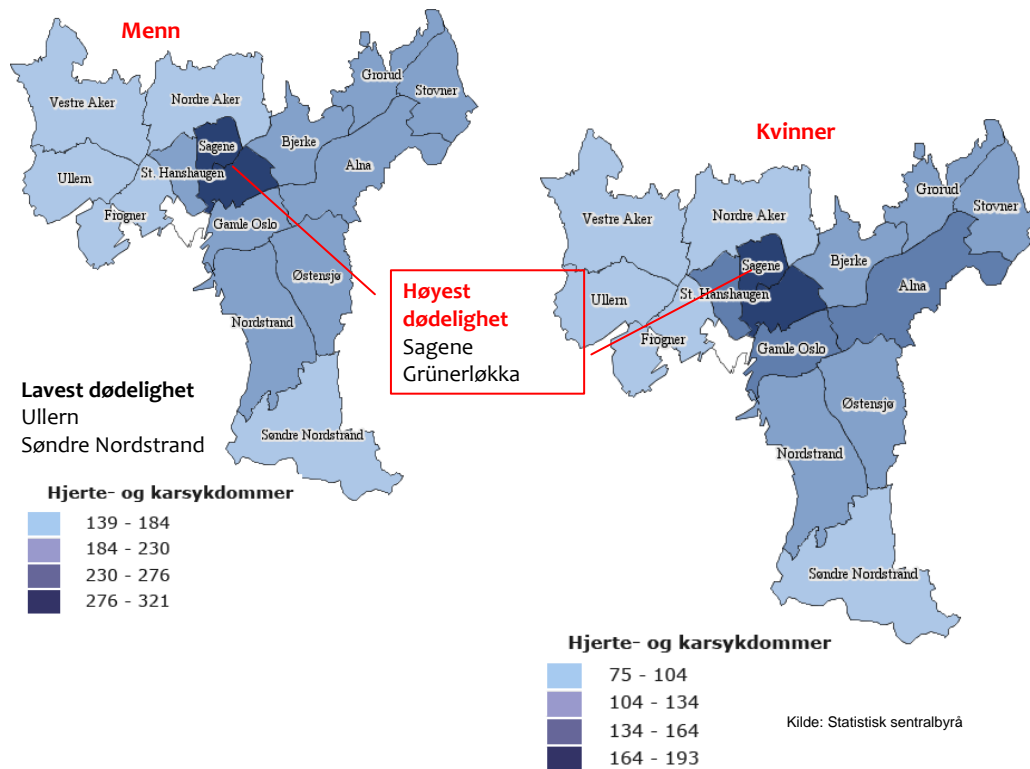 Menn
Vestre Aker
Nordre Aker
Grorud
Stovner
Sagene
Bjerke
Alna
Ullern
St. Hanshaugen
Frogner
Gamle Oslo
Østensjø
Nordstrand
Søndre Nordstrand
Kvinner
Grorud
Stovner
Vestre Aker
Nordre Aker
Sagene
Bjerke
Alna
Ullern
St. Hanshaugen
Frogner
Gamle Oslo
Østensjø
Nordstrand
Søndre Nordstrand
Høyest
dødelighet
Sagene
Grünerløkka
Lavest dødelighet
Ullern
Søndre Nordstrand
Hjerte- og karsykdommer
139 - 184
184 - 230
230 - 276
276 - 321
Hjerte- og karsykdommer
75 - 104
104 - 134
134 - 164
164 - 193
Kilde: Statistisk sentralbyrå